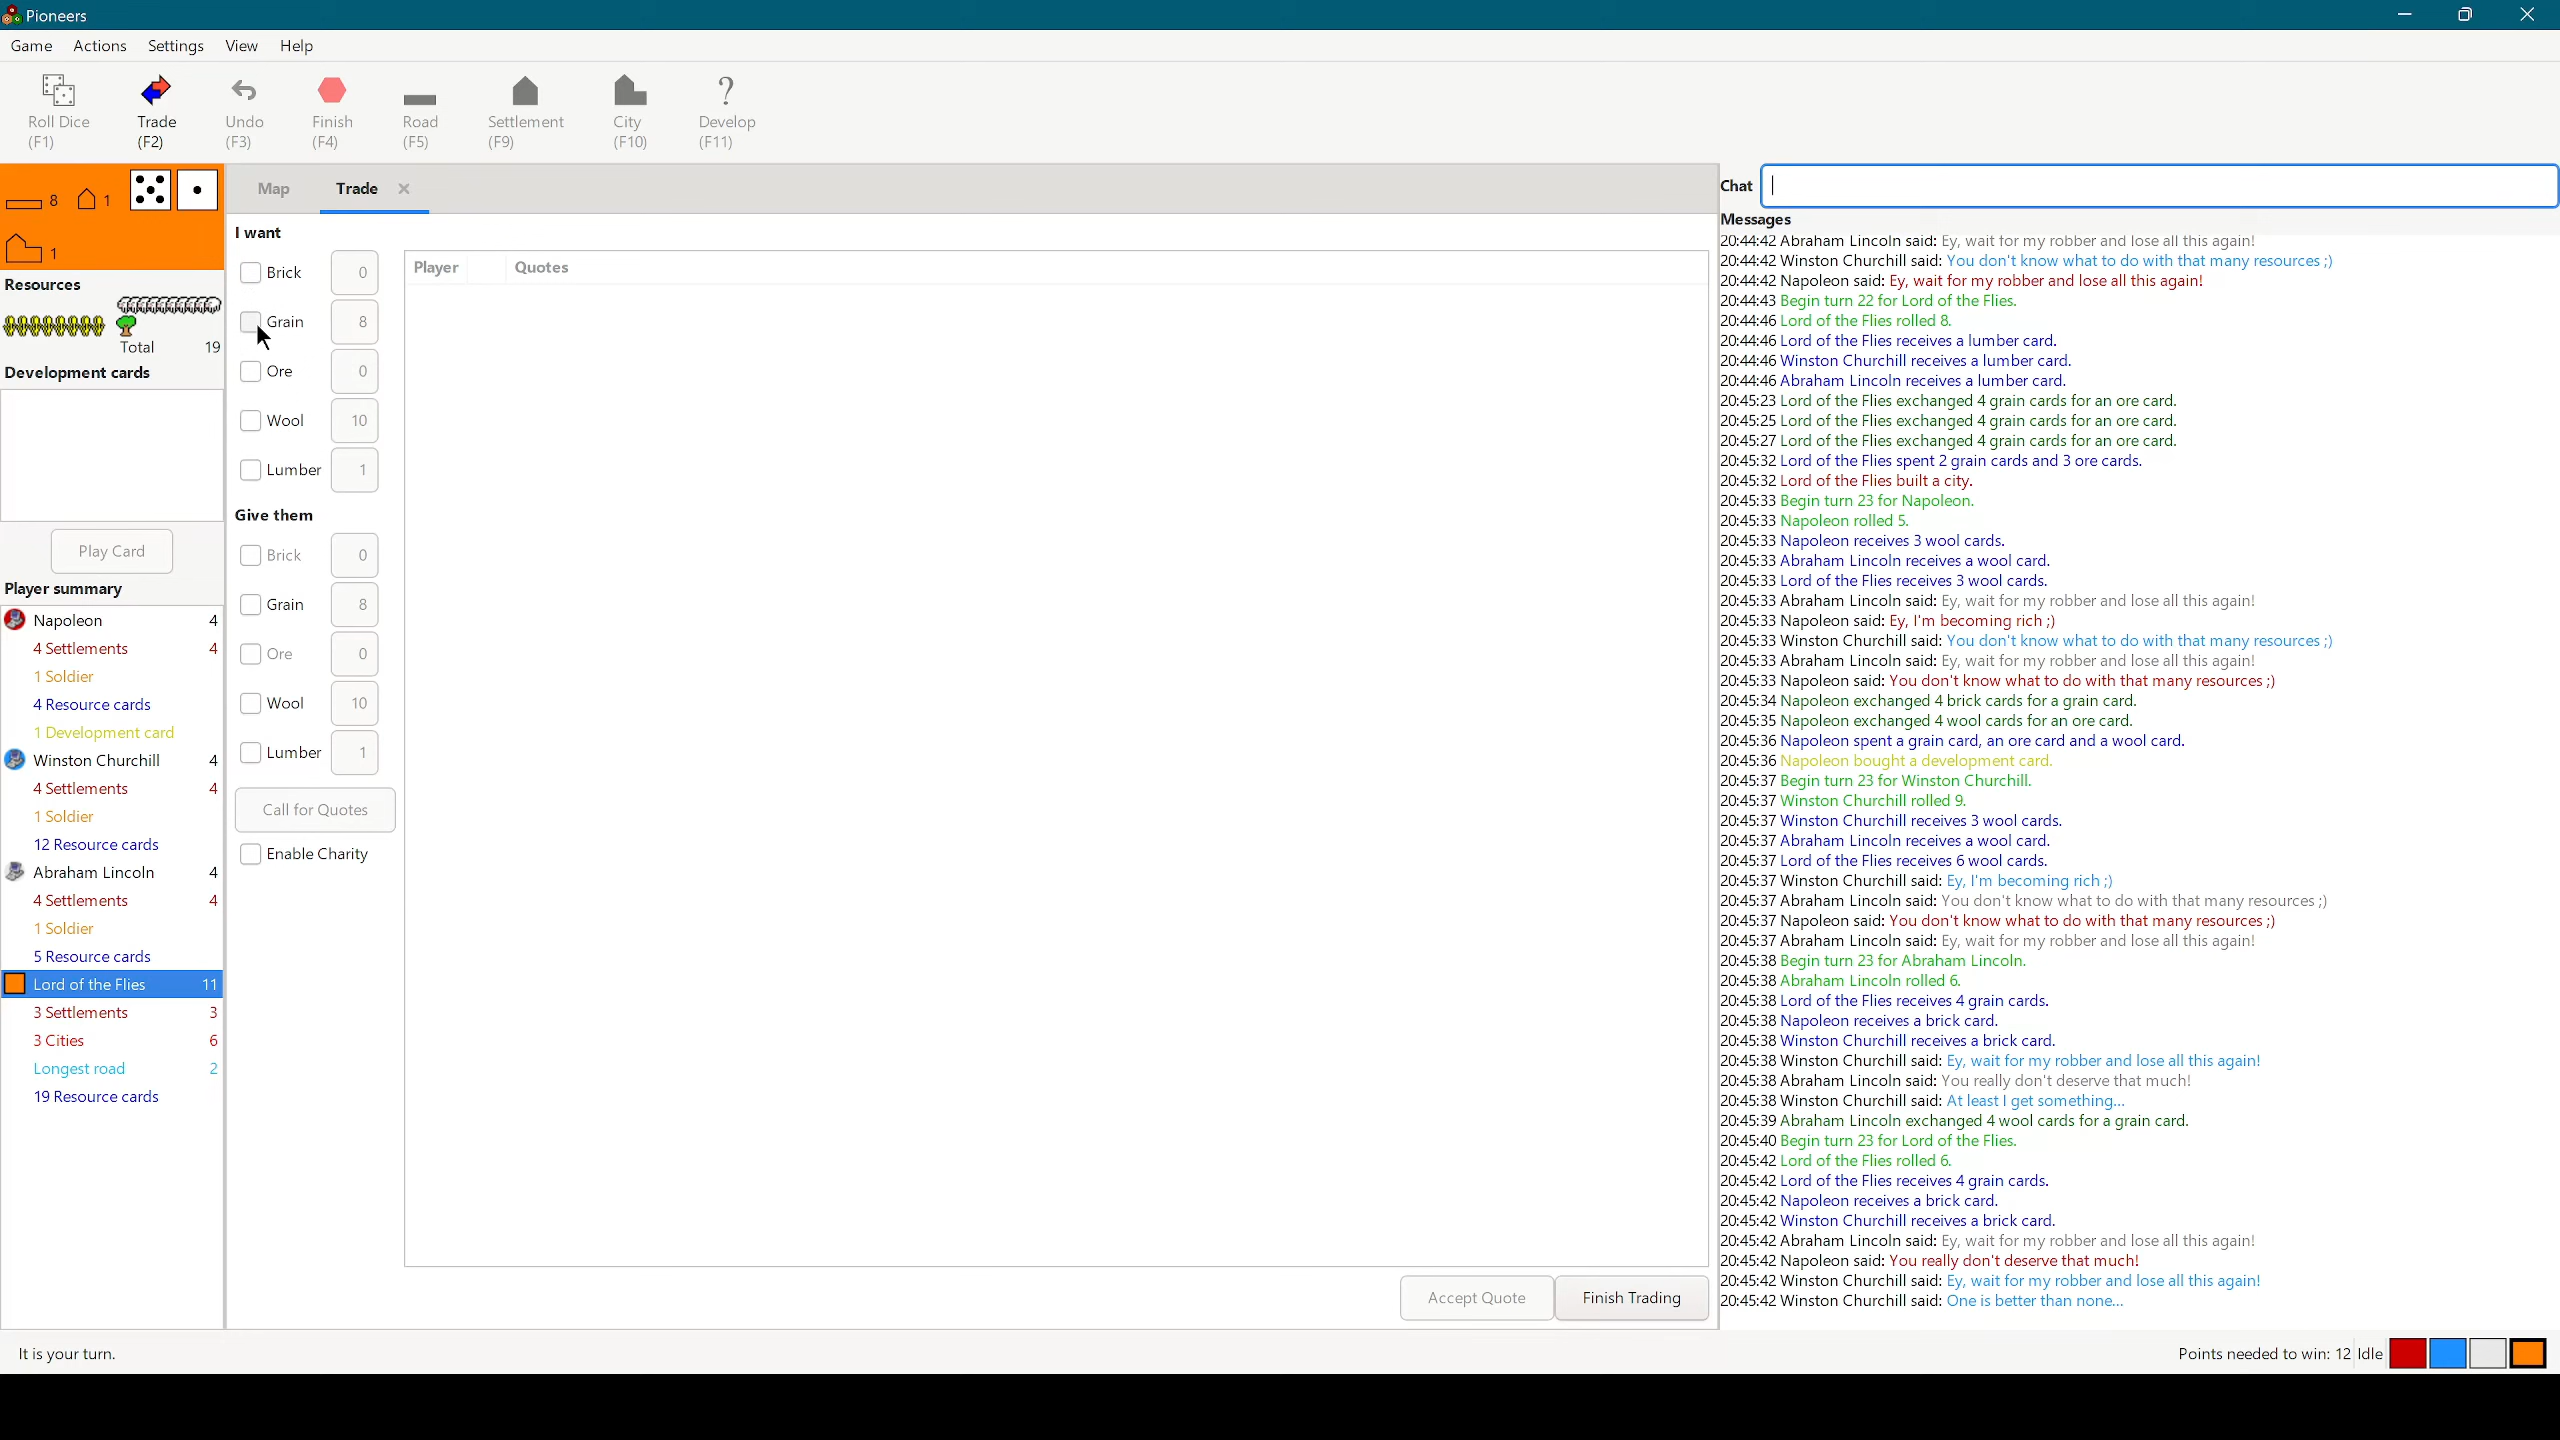 Pioneers
Game Actions Settings View Help
Roll Dice (F1)
Trade (F2)
Undo (F3)
Finish (F4)
Road (F5)
Settlement (F9)
City (F10)
Develop (F11)
8 1
1
Resources
Total 19
Development cards
Play Card
Player summary
Napoleon 4
4 Settlements 4
1 Soldier
4 Resource cards
1 Development card
Winston Churchill 4
4 Settlements 4
1 Soldier
12 Resource cards
Abraham Lincoln 4
4 Settlements 4
1 Soldier
5 Resource cards
Lord of the Flies 11
3 Settlements 3
3 Cities 6
Longest road 2
19 Resource cards
Map Trade
I want
Brick 0
Grain 8
Ore 0
Wool 10
Lumber 1
Give them
Brick 0
Grain 8
Ore 0
Wool 10
Lumber 1
Call for Quotes
Enable Charity
Player Quotes
Accept Quote Finish Trading
Chat
Messages
20:44:42 Abraham Lincoln said: Ey, wait for my robber and lose all this again!
20:44:42 Winston Churchill said: You don't know what to do with that many resources ;)
20:44:42 Napoleon said: Ey, wait for my robber and lose all this again!
20:44:43 Begin turn 22 for Lord of the Flies.
20:44:46 Lord of the Flies rolled 8.
20:44:46 Lord of the Flies receives a lumber card.
20:44:46 Winston Churchill receives a lumber card.
20:44:46 Abraham Lincoln receives a lumber card.
20:45:23 Lord of the Flies exchanged 4 grain cards for an ore card.
20:45:25 Lord of the Flies exchanged 4 grain cards for an ore card.
20:45:27 Lord of the Flies exchanged 4 grain cards for an ore card.
20:45:32 Lord of the Flies spent 2 grain cards and 3 ore cards.
20:45:32 Lord of the Flies built a city.
20:45:33 Begin turn 23 for Napoleon.
20:45:33 Napoleon rolled 5.
20:45:33 Napoleon receives 3 wool cards.
20:45:33 Abraham Lincoln receives a wool card.
20:45:33 Lord of the Flies receives 3 wool cards.
20:45:33 Abraham Lincoln said: Ey, wait for my robber and lose all this again!
20:45:33 Napoleon said: Ey, I'm becoming rich ;)
20:45:33 Winston Churchill said: You don't know what to do with that many resources ;)
20:45:33 Abraham Lincoln said: Ey, wait for my robber and lose all this again!
20:45:33 Napoleon said: You don't know what to do with that many resources ;)
20:45:34 Napoleon exchanged 4 brick cards for a grain card.
20:45:35 Napoleon exchanged 4 wool cards for an ore card.
20:45:36 Napoleon spent a grain card, an ore card and a wool card.
20:45:36 Napoleon bought a development card.
20:45:37 Begin turn 23 for Winston Churchill.
20:45:37 Winston Churchill rolled 9.
20:45:37 Winston Churchill receives 3 wool cards.
20:45:37 Abraham Lincoln receives a wool card.
20:45:37 Lord of the Flies receives 6 wool cards.
20:45:37 Winston Churchill said: Ey, I'm becoming rich ;)
20:45:37 Abraham Lincoln said: You don't know what to do with that many resources ;)
20:45:37 Napoleon said: You don't know what to do with that many resources ;)
20:45:37 Abraham Lincoln said: Ey, wait for my robber and lose all this again!
20:45:38 Begin turn 23 for Abraham Lincoln.
20:45:38 Abraham Lincoln rolled 6.
20:45:38 Lord of the Flies receives 4 grain cards.
20:45:38 Napoleon receives a brick card.
20:45:38 Winston Churchill receives a brick card.
20:45:38 Winston Churchill said: Ey, wait for my robber and lose all this again!
20:45:38 Abraham Lincoln said: You really don't deserve that much!
20:45:38 Winston Churchill said: At least I get something...
20:45:39 Abraham Lincoln exchanged 4 wool cards for a grain card.
20:45:40 Begin turn 23 for Lord of the Flies.
20:45:42 Lord of the Flies rolled 6.
20:45:42 Lord of the Flies receives 4 grain cards.
20:45:42 Napoleon receives a brick card.
20:45:42 Winston Churchill receives a brick card.
20:45:42 Abraham Lincoln said: Ey, wait for my robber and lose all this again!
20:45:42 Napoleon said: You really don't deserve that much!
20:45:42 Winston Churchill said: Ey, wait for my robber and lose all this again!
20:45:42 Winston Churchill said: One is better than none...
It is your turn.
Points needed to win: 12 Idle